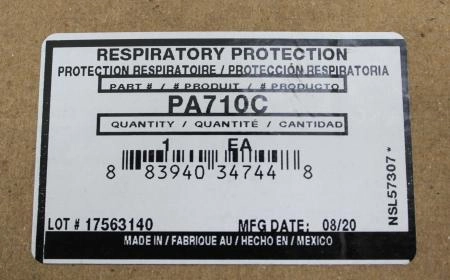 RESPIRATORY PROTECTION
PROTECTION RESPIRATOIRE / PROTECCIÓN RESPIRATORIA
PART # / # PRODUIT / # PRODUCTO
PA710C
QUANTITY / QUANTITÉ / CANTIDAD
1 EA
8 83940 34744 8
NSL57307 *
LOT # 17563140 MFG DATE: 08/20
MADE IN / FABRIQUE AU / HECHO EN / MEXICO